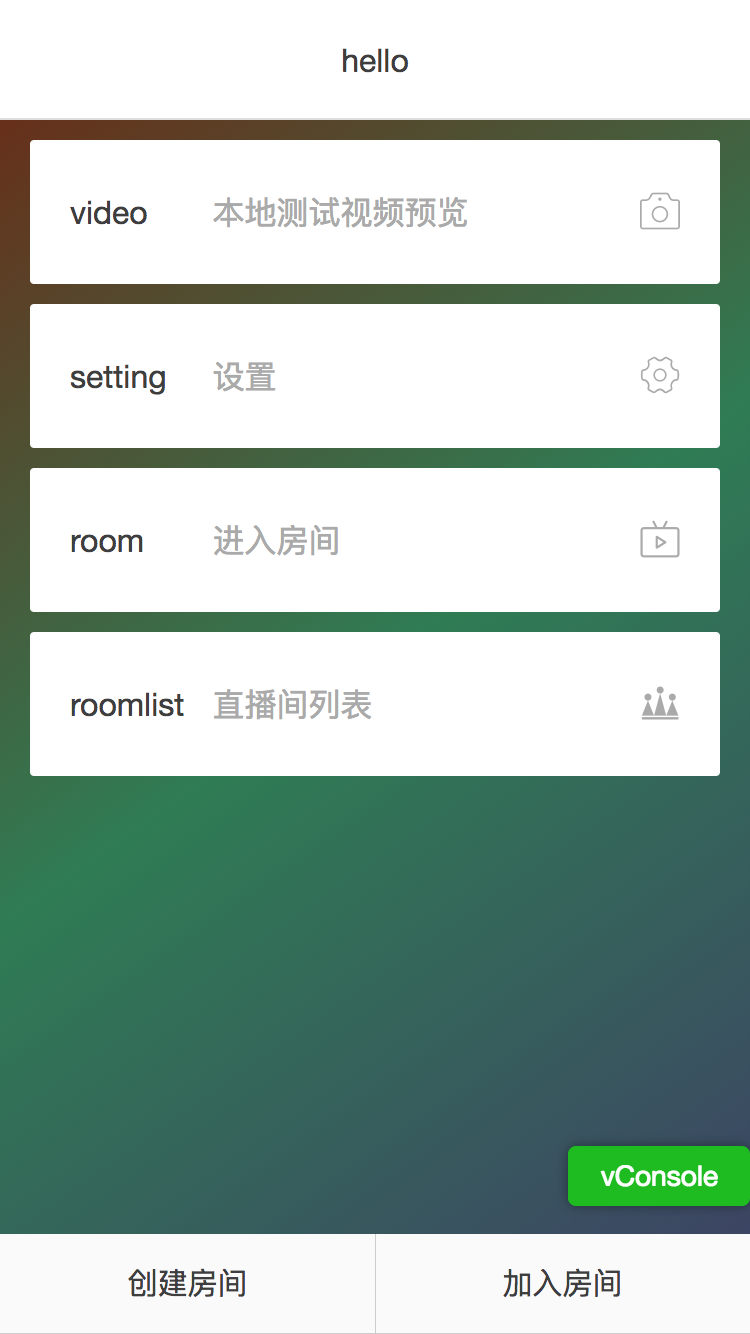 hello
video 本地测试视频预览
setting 设置
room 进入房间
roomlist 直播间列表
vConsole
创建房间 加入房间